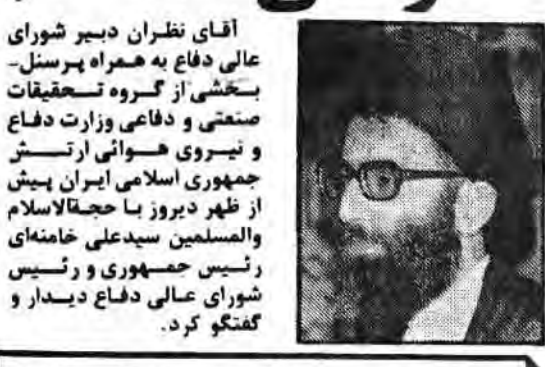 آقای نظران دبیر شورای
عالی دفاع به همراه پرسنل-
بخشی از گروه تحقیقات
صنعتی و دفاعی وزارت دفاع
و نیروی هوائی ارتش
جمهوری اسلامی ایران پیش
از ظهر دیروز با حجةالاسلام
والمسلمین سیدعلی خامنه‌ای
رئیس جمهوری و رئیس
شورای عالی دفاع دیدار و
گفتگو کرد.